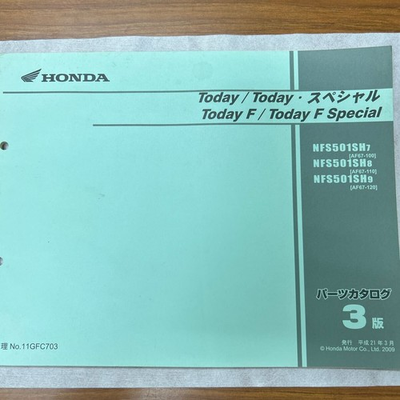 HONDA
Today / Today・スペシャル
Today F / Today F Special
NFS501SH7
[AF67-100]
NFS501SH8
[AF67-110]
NFS501SH9
[AF67-120]
パーツカタログ
3版
発行 平成21年3月
© Honda Motor Co., Ltd. 2009
理 No.11GFC703